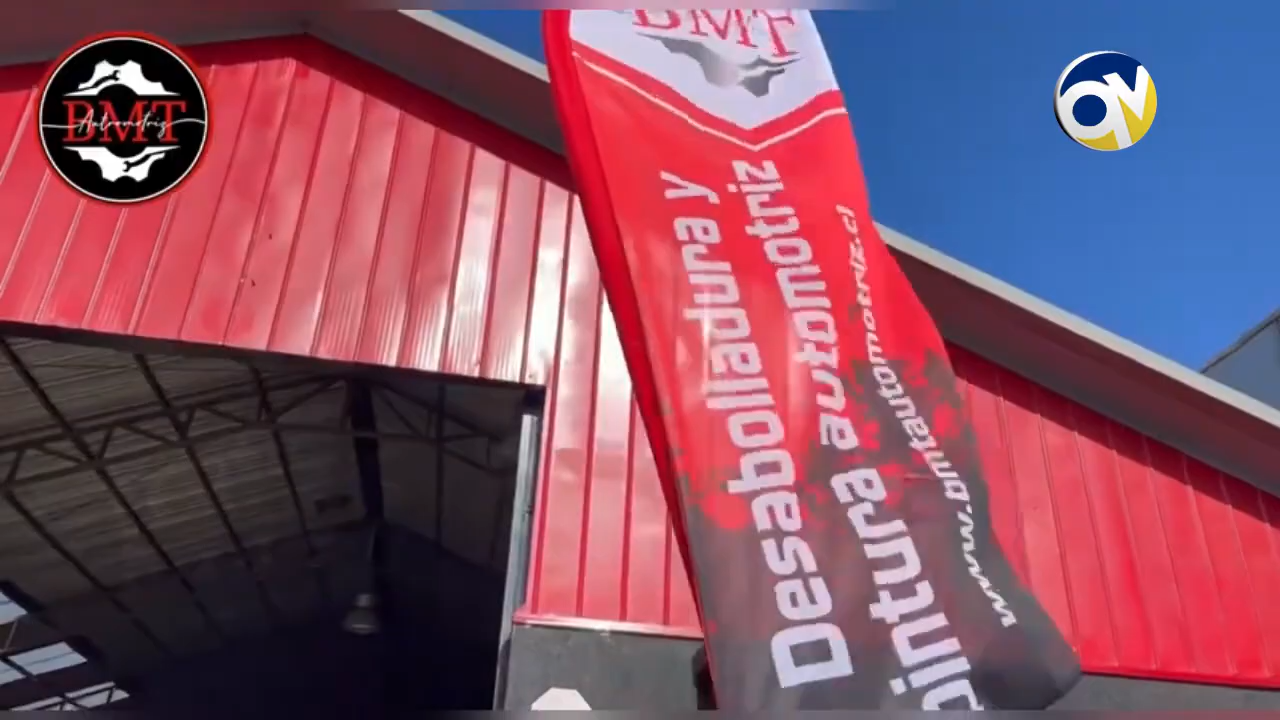 BMT
Automotriz
BMT
Desabolladura y
pintura automotriz
www.bmtautomotriz.cl